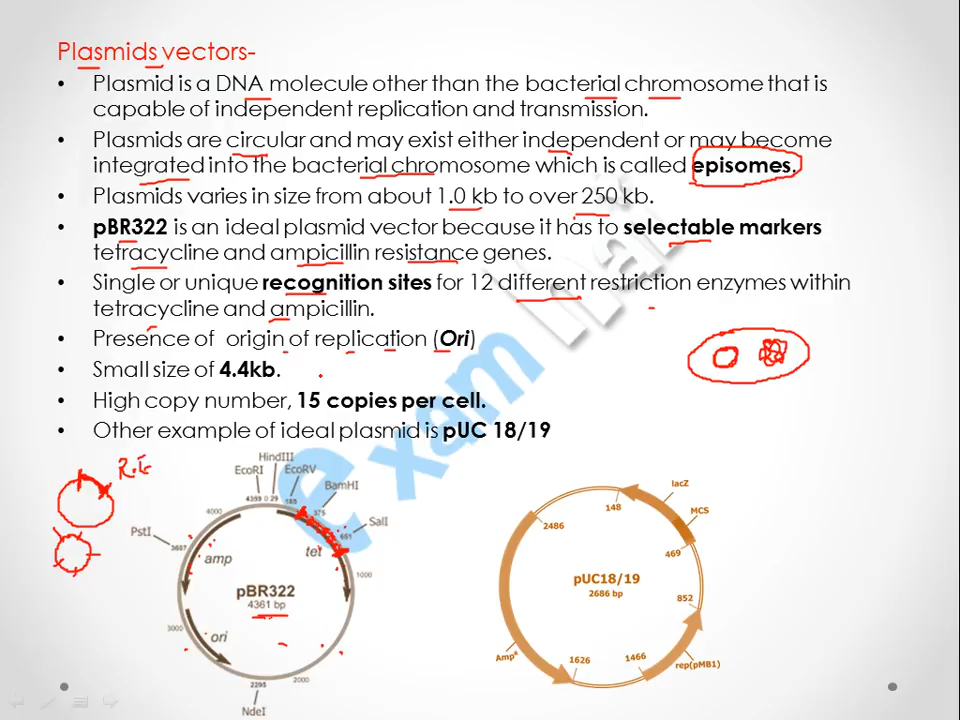 Plasmids vectors-
• Plasmid is a DNA molecule other than the bacterial chromosome that is
capable of independent replication and transmission.
• Plasmids are circular and may exist either independent or may become
integrated into the bacterial chromosome which is called episomes.
• Plasmids varies in size from about 1.0 kb to over 250 kb.
• pBR322 is an ideal plasmid vector because it has to selectable markers
tetracycline and ampicillin resistance genes.
• Single or unique recognition sites for 12 different restriction enzymes within
tetracycline and ampicillin.
• Presence of origin of replication (Ori)
• Small size of 4.4kb.
• High copy number, 15 copies per cell.
• Other example of ideal plasmid is pUC 18/19
R.E
HindIII
EcoRI EcoRV
BamHI
SalI
PstI
4359 0 29
185
375
651
4000
3607
amp
tet
1000
pBR322
4361 bp
3000
ori
2000
2295
NdeI
lacZ
MCS
148
2486
469
pUC18/19
2686 bp
852
Ampᴿ
1626
1466
rep(pMB1)
exam hai